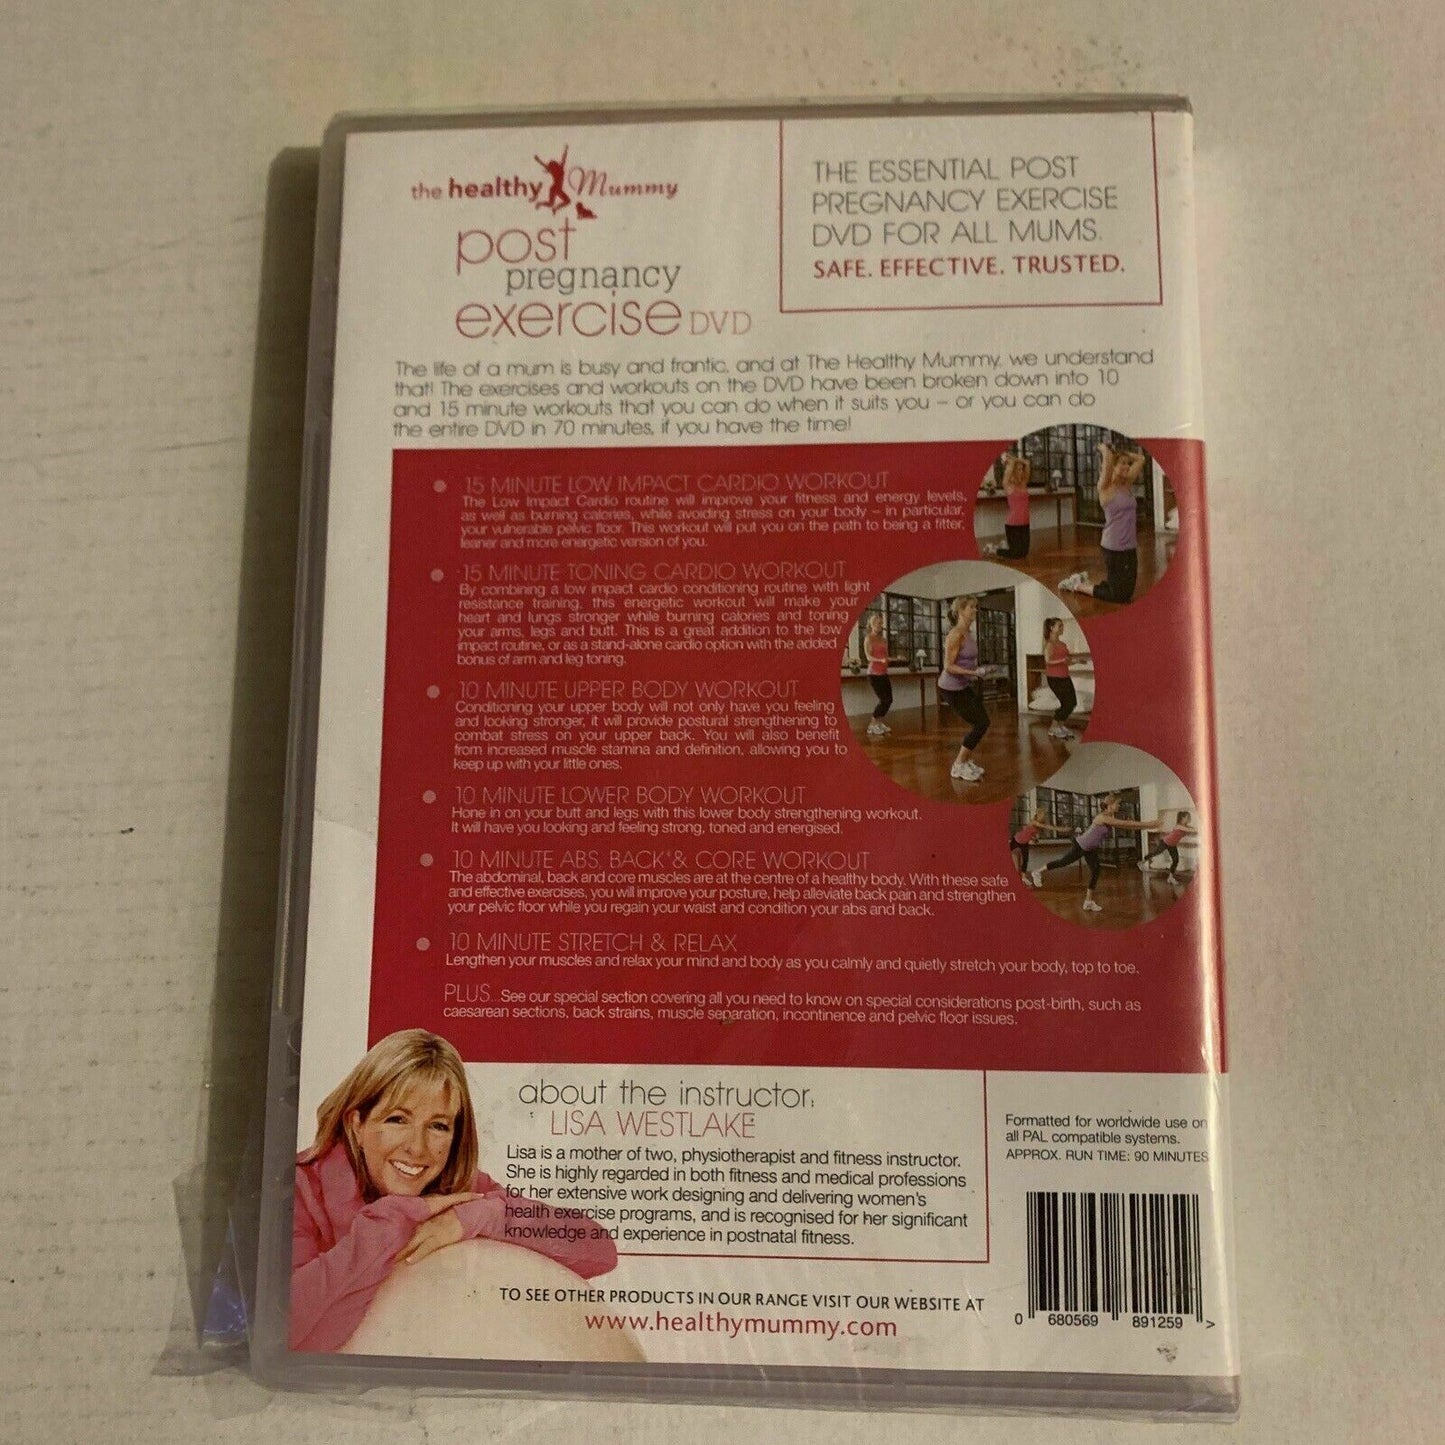 the healthy Mummy
post
pregnancy
exercise DVD
THE ESSENTIAL POST
PREGNANCY EXERCISE
DVD FOR ALL MUMS.
SAFE. EFFECTIVE. TRUSTED.
The life of a mum is busy and frantic, and at The Healthy Mummy, we understand
that! The exercises and workouts on the DVD have been broken down into 10
and 15 minute workouts that you can do when it suits you – or you can do
the entire DVD in 70 minutes, if you have the time!
15 MINUTE LOW IMPACT CARDIO WORKOUT
The Low Impact Cardio routine will improve your fitness and energy levels,
as well as burning calories, while avoiding stress on your body – in particular,
your vulnerable pelvic floor. This workout will put you on the path to being a fitter,
leaner and more energetic version of you.
15 MINUTE TONING CARDIO WORKOUT
By combining a low impact cardio conditioning routine with light
resistance training, this energetic workout will make your
heart and lungs stronger while burning calories and toning
your arms, legs and butt. This is a great addition to the low
impact routine, or as a stand-alone cardio option with the added
bonus of arm and leg toning.
10 MINUTE UPPER BODY WORKOUT
Conditioning your upper body will not only have you feeling
and looking stronger, it will provide postural strengthening to
combat stress on your upper back. You will also benefit
from increased muscle stamina and definition, allowing you to
keep up with your little ones.
10 MINUTE LOWER BODY WORKOUT
Hone in on your butt and legs with this lower body strengthening workout.
It will have you looking and feeling strong, toned and energised.
10 MINUTE ABS, BACK & CORE WORKOUT
The abdominal, back and core muscles are at the centre of a healthy body. With these safe
and effective exercises, you will improve your posture, help alleviate back pain and strengthen
your pelvic floor while you regain your waist and condition your abs and back.
10 MINUTE STRETCH & RELAX
Lengthen your muscles and relax your mind and body as you calmly and quietly stretch your body, top to toe.
PLUS...See our special section covering all you need to know on special considerations post-birth, such as
caesarean sections, back strains, muscle separation, incontinence and pelvic floor issues.
about the instructor:
LISA WESTLAKE
Lisa is a mother of two, physiotherapist and fitness instructor.
She is highly regarded in both fitness and medical professions
for her extensive work designing and delivering women's
health exercise programs, and is recognised for her significant
knowledge and experience in postnatal fitness.
Formatted for worldwide use on
all PAL compatible systems.
APPROX. RUN TIME: 90 MINUTES
TO SEE OTHER PRODUCTS IN OUR RANGE VISIT OUR WEBSITE AT
www.healthymummy.com
0 680569 891259 >